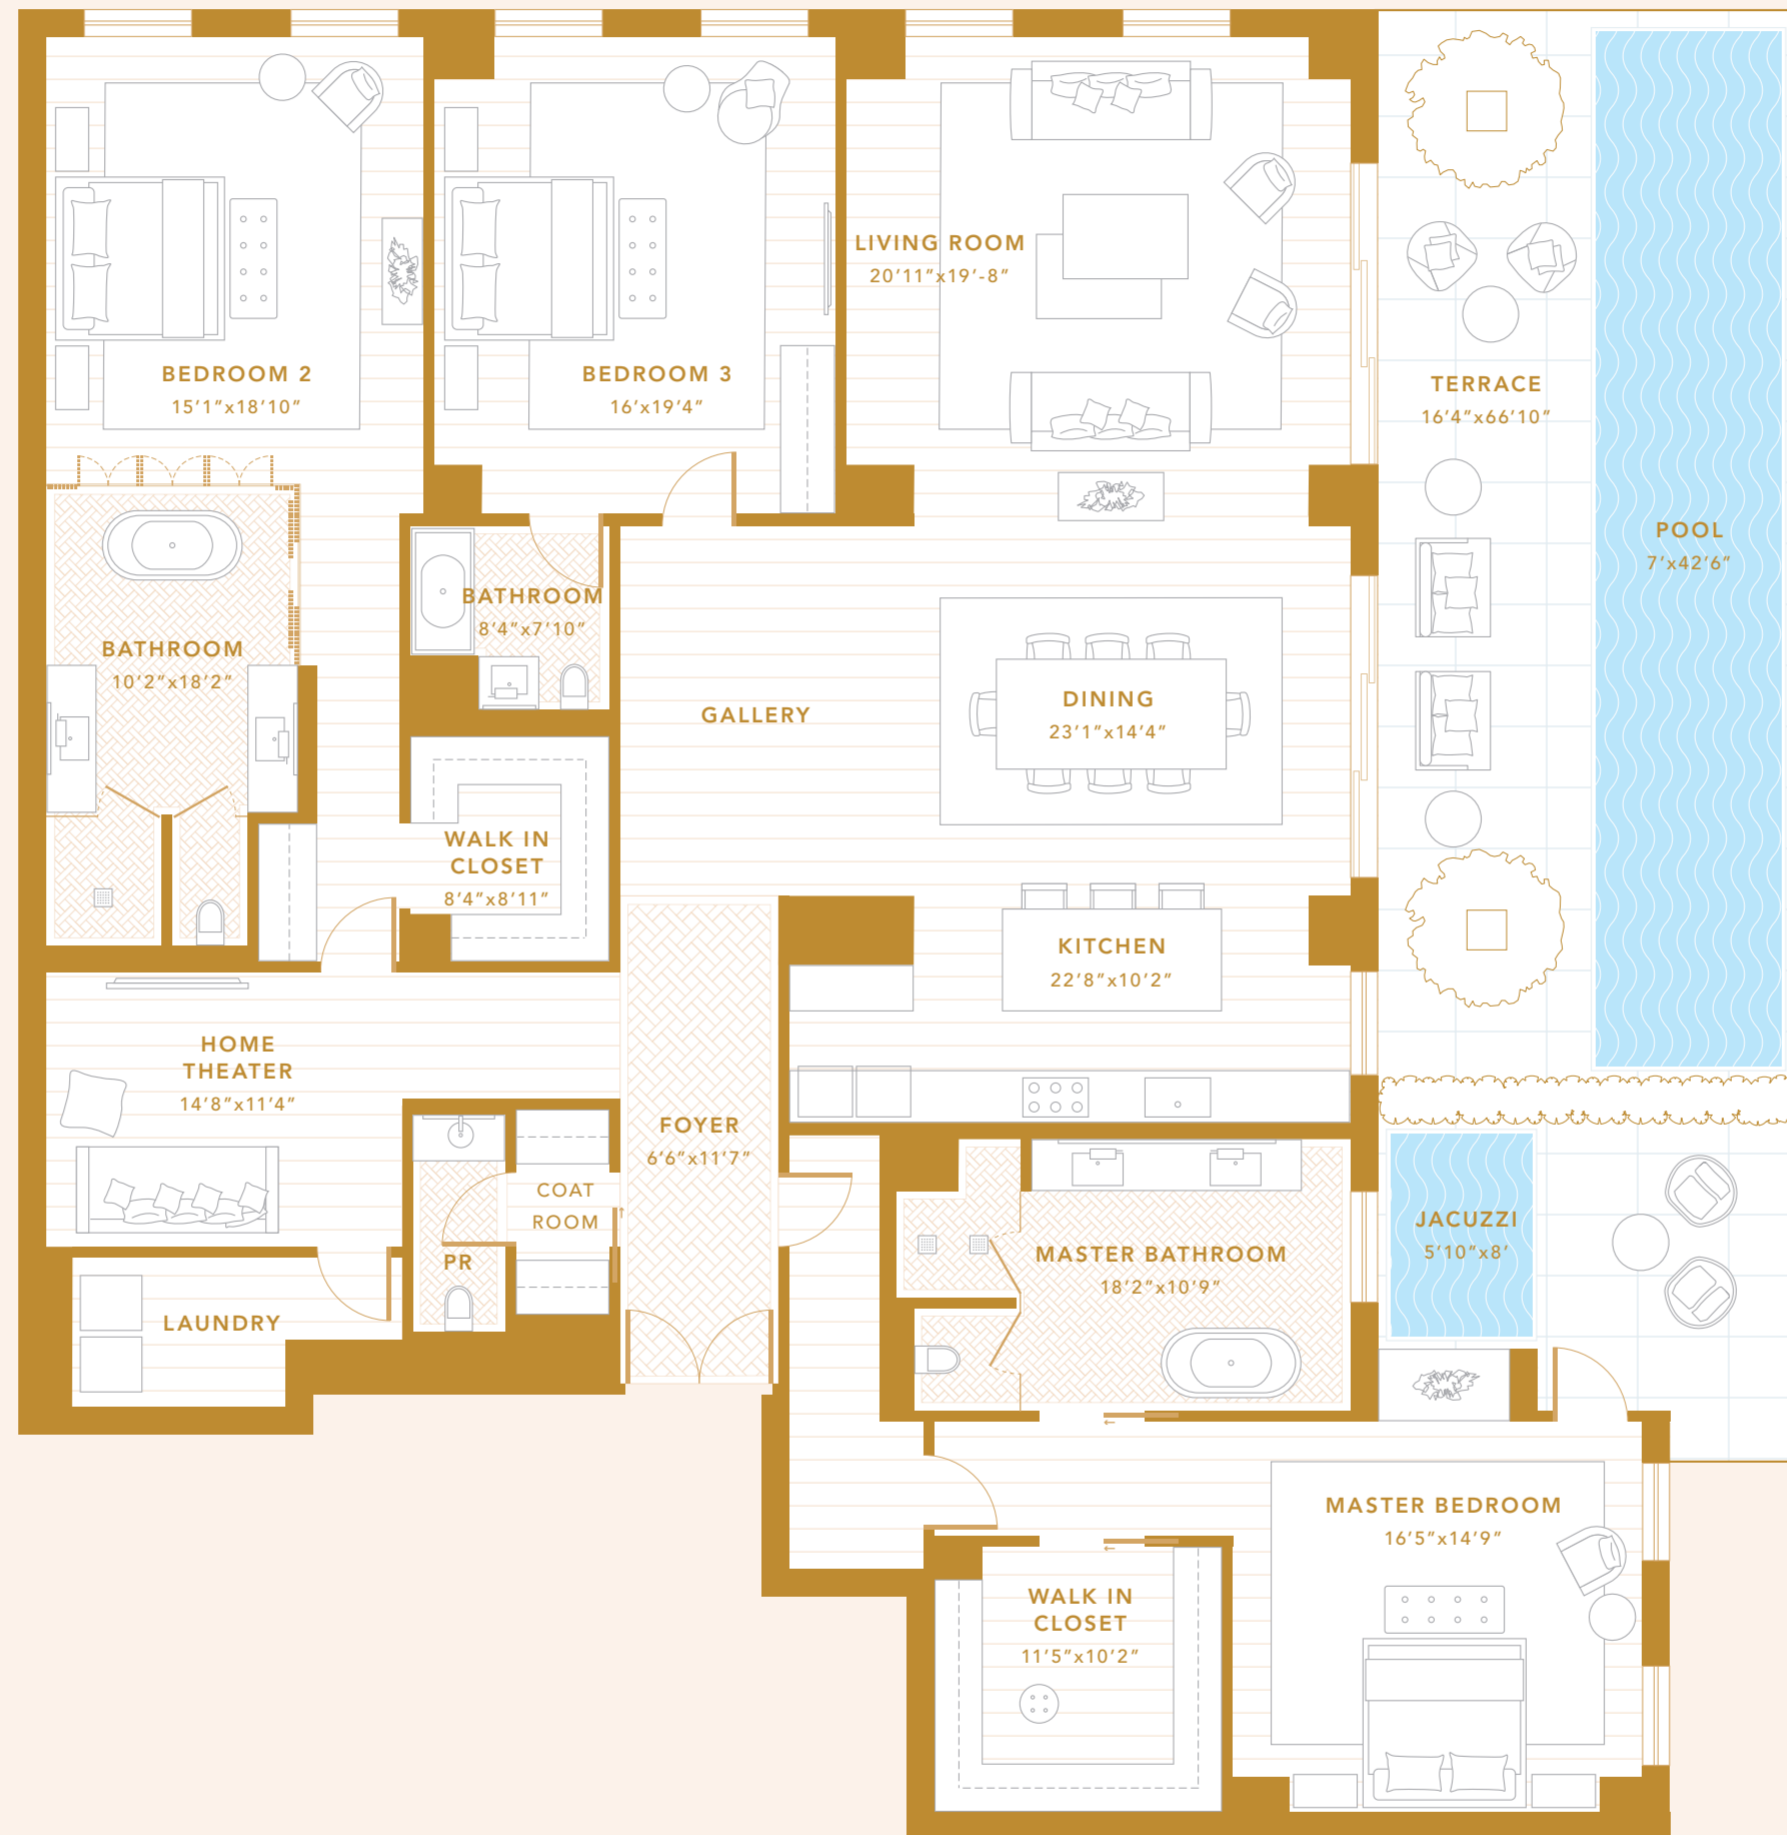 BEDROOM 2
15'1"x18'10"
BEDROOM 3
16'x19'4"
LIVING ROOM
20'11"x19'-8"
TERRACE
16'4"x66'10"
POOL
7'x42'6"
BATHROOM
8'4"x7'10"
BATHROOM
10'2"x18'2"
GALLERY
DINING
23'1"x14'4"
WALK IN
CLOSET
8'4"x8'11"
KITCHEN
22'8"x10'2"
HOME
THEATER
14'8"x11'4"
FOYER
6'6"x11'7"
COAT
ROOM
PR
LAUNDRY
MASTER BATHROOM
18'2"x10'9"
JACUZZI
5'10"x8'
MASTER BEDROOM
16'5"x14'9"
WALK IN
CLOSET
11'5"x10'2"